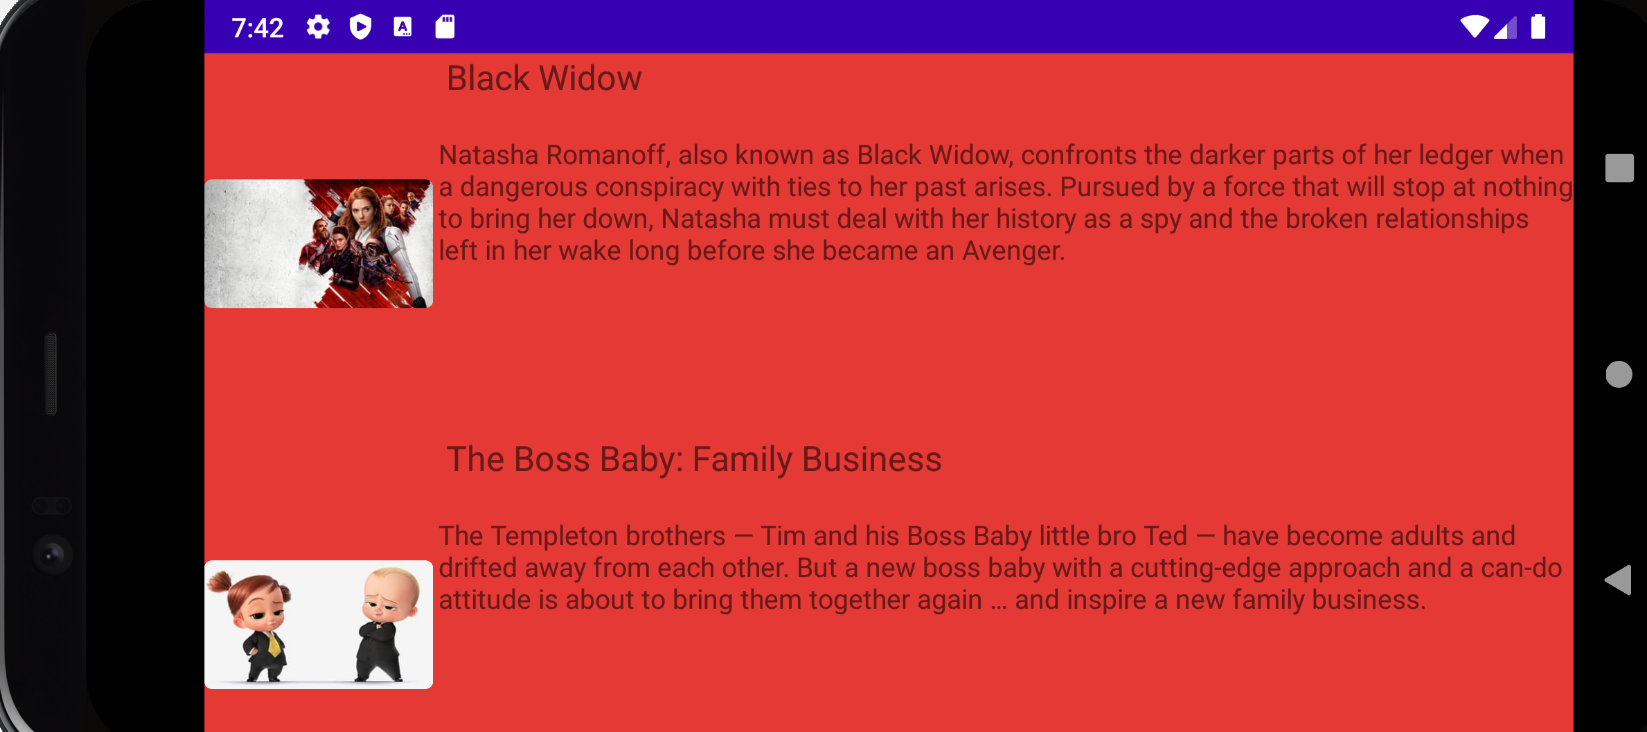 7:42
Black Widow
Natasha Romanoff, also known as Black Widow, confronts the darker parts of her ledger when
a dangerous conspiracy with ties to her past arises. Pursued by a force that will stop at nothing
to bring her down, Natasha must deal with her history as a spy and the broken relationships
left in her wake long before she became an Avenger.
The Boss Baby: Family Business
The Templeton brothers — Tim and his Boss Baby little bro Ted — have become adults and
drifted away from each other. But a new boss baby with a cutting-edge approach and a can-do
attitude is about to bring them together again … and inspire a new family business.